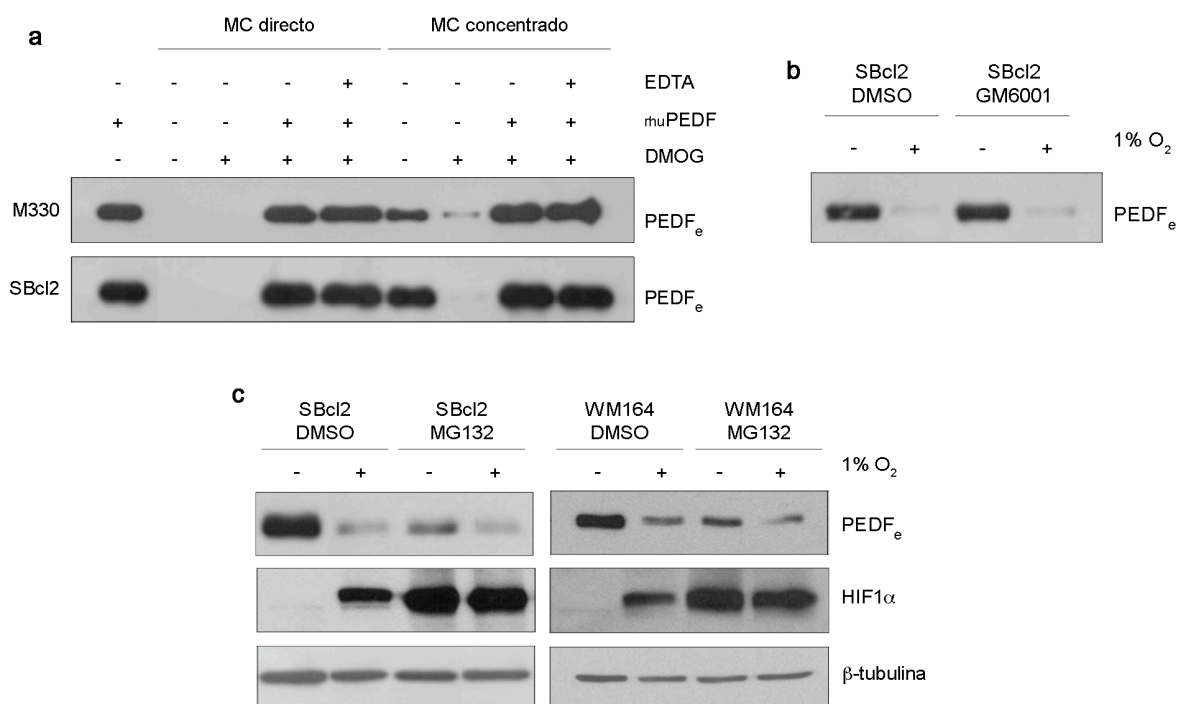 a
MC directo MC concentrado
- - - - + - - - + EDTA
+ - - + + - - + + rhuPEDF
- - + + + - + + + DMOG
M330 PEDFe
SBcl2 PEDFe
b
SBcl2 SBcl2
DMSO GM6001
- + - + 1% O2
PEDFe
c
SBcl2 SBcl2 WM164 WM164
DMSO MG132 DMSO MG132
- + - + - + - + 1% O2
PEDFe
HIF1α
β-tubulina